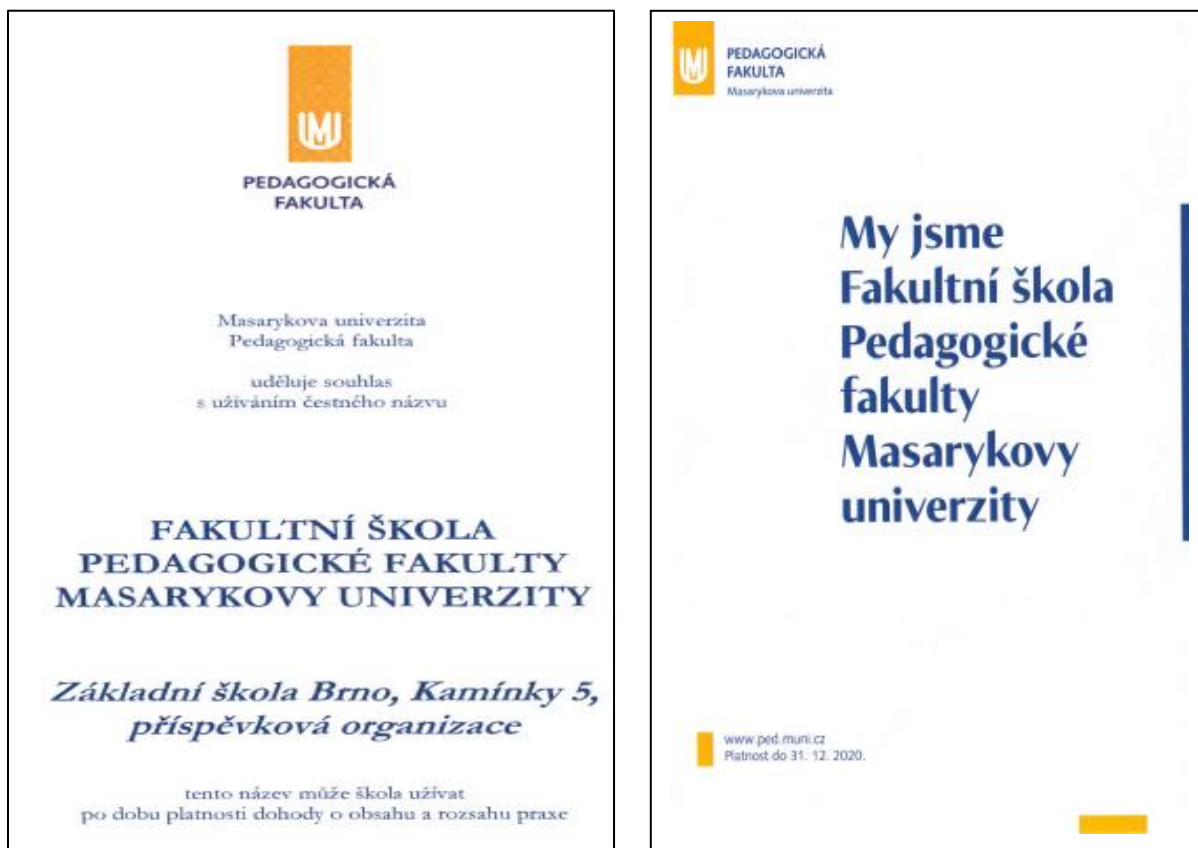 PEDAGOGICKÁ
FAKULTA
Masarykova univerzita
Pedagogická fakulta
uděluje souhlas
s užíváním čestného názvu
FAKULTNÍ ŠKOLA
PEDAGOGICKÉ FAKULTY
MASARYKOVY UNIVERZITY
Základní škola Brno, Kamínky 5,
příspěvková organizace
tento název může škola užívat
po dobu platnosti dohody o obsahu a rozsahu praxe
PEDAGOGICKÁ
FAKULTA
Masarykova univerzita
My jsme
Fakultní škola
Pedagogické
fakulty
Masarykovy
univerzity
www.ped.muni.cz
Platnost do 31. 12. 2020.